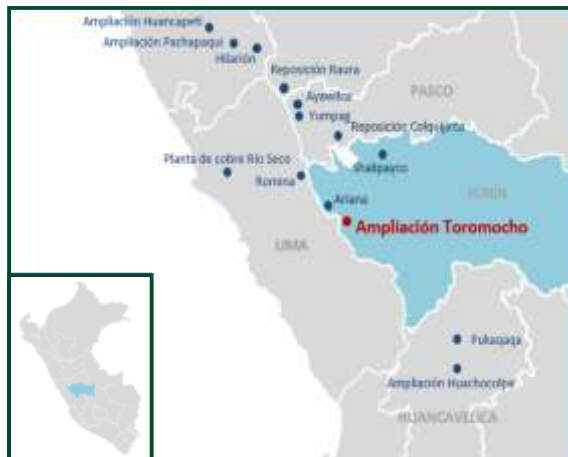 Ampliación Huancapetí
Ampliación Pachapaqui
Hilarión
Reposición Raura
PASCO
Ayawilca
Yumpag
Reposición Colquijirca
Planta de cobre Río Seco
Shalipayco
Romina
JUNÍN
Ariana
Ampliación Toromocho
LIMA
Pukaqaqa
Ampliación Huachocolpa
HUANCAVELICA